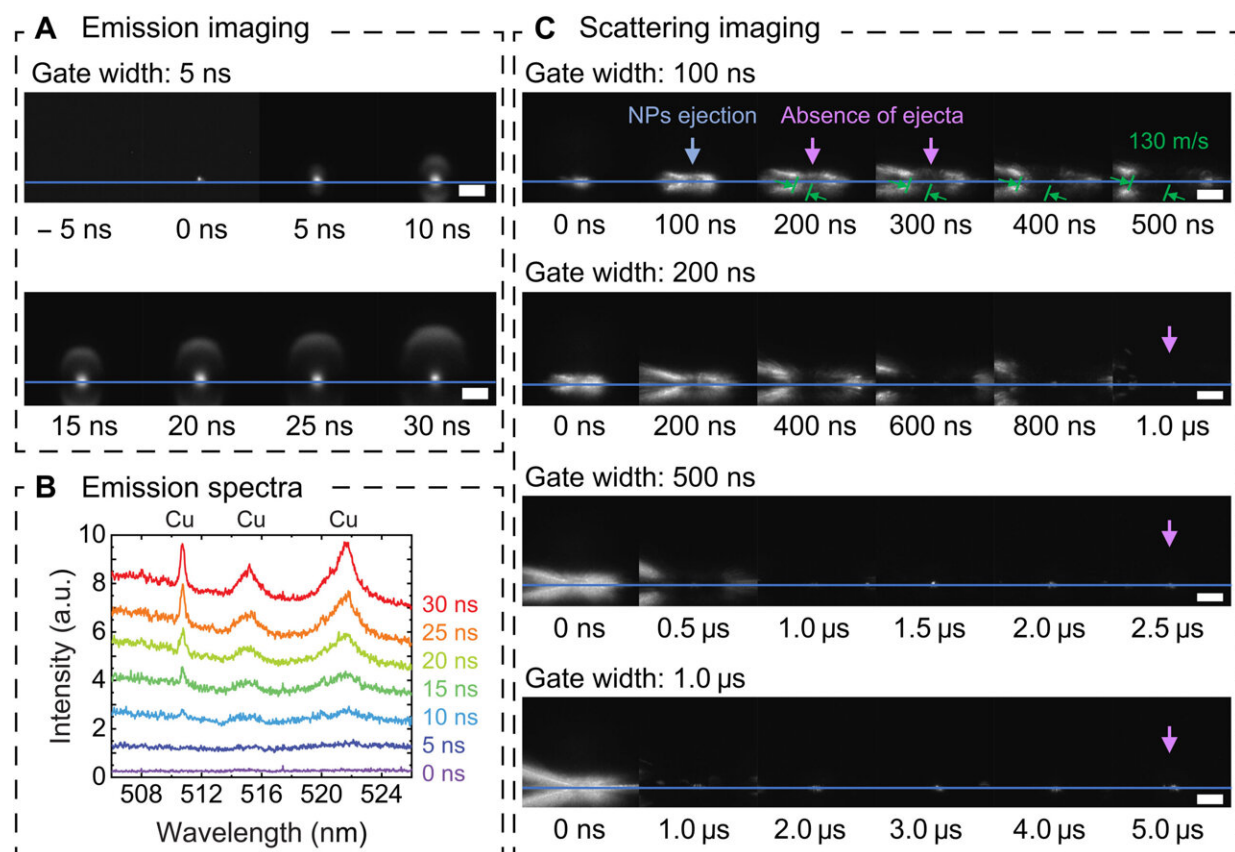 A Emission imaging
Gate width: 5 ns
– 5 ns 0 ns 5 ns 10 ns
15 ns 20 ns 25 ns 30 ns
B Emission spectra
Cu Cu Cu
10
8
6
4
2
0
Intensity (a.u.)
30 ns
25 ns
20 ns
15 ns
10 ns
5 ns
0 ns
508 512 516 520 524
Wavelength (nm)
C Scattering imaging
Gate width: 100 ns
NPs ejection Absence of ejecta
130 m/s
0 ns 100 ns 200 ns 300 ns 400 ns 500 ns
Gate width: 200 ns
0 ns 200 ns 400 ns 600 ns 800 ns 1.0 µs
Gate width: 500 ns
0 ns 0.5 µs 1.0 µs 1.5 µs 2.0 µs 2.5 µs
Gate width: 1.0 µs
0 ns 1.0 µs 2.0 µs 3.0 µs 4.0 µs 5.0 µs